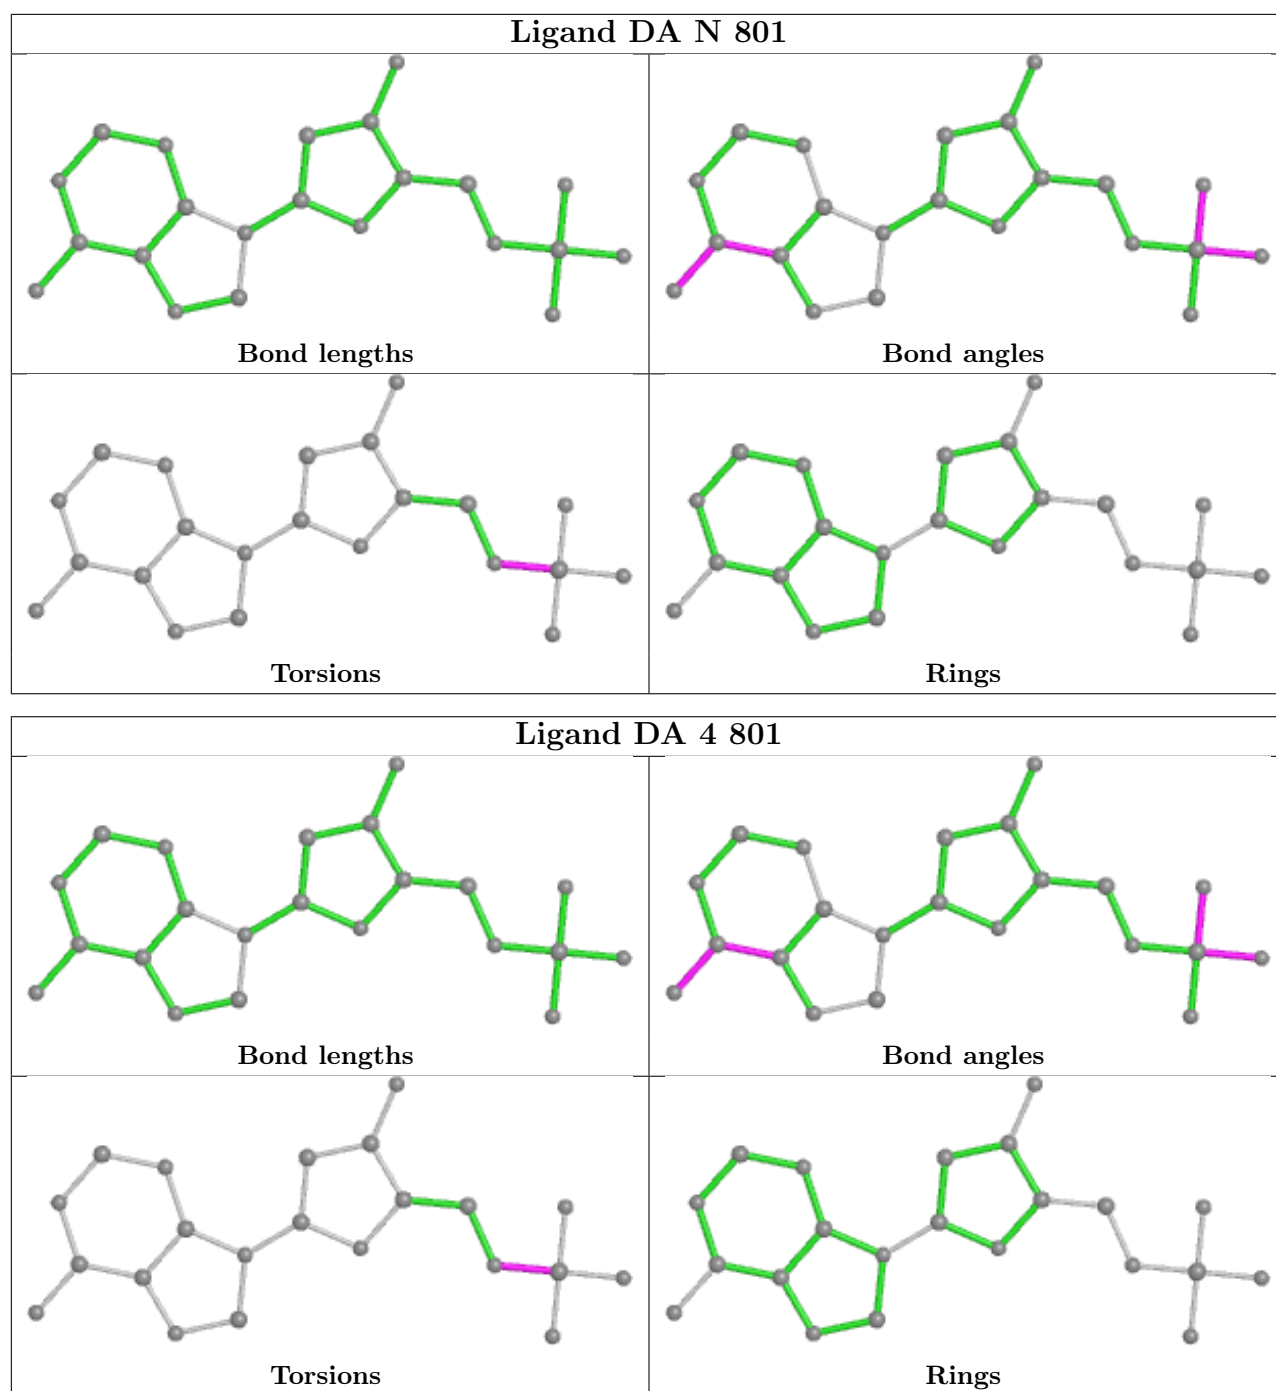 Ligand DA N 801
Bond lengths
Bond angles
Torsions
Rings
Ligand DA 4 801
Bond lengths
Bond angles
Torsions
Rings